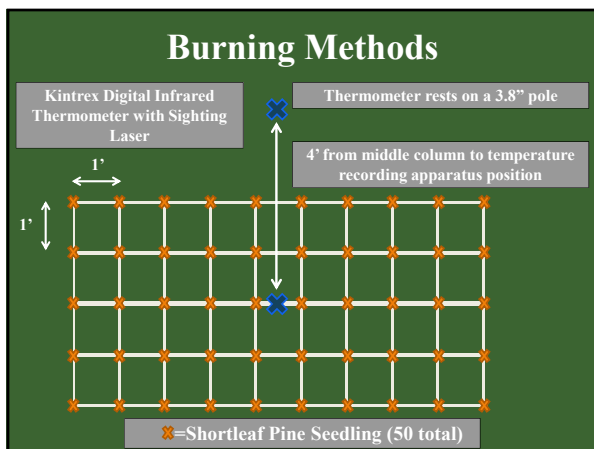 Burning Methods
Kintrex Digital Infrared
Thermometer with Sighting
Laser
Thermometer rests on a 3.8” pole
4’ from middle column to temperature
recording apparatus position
1’
1’
=Shortleaf Pine Seedling (50 total)